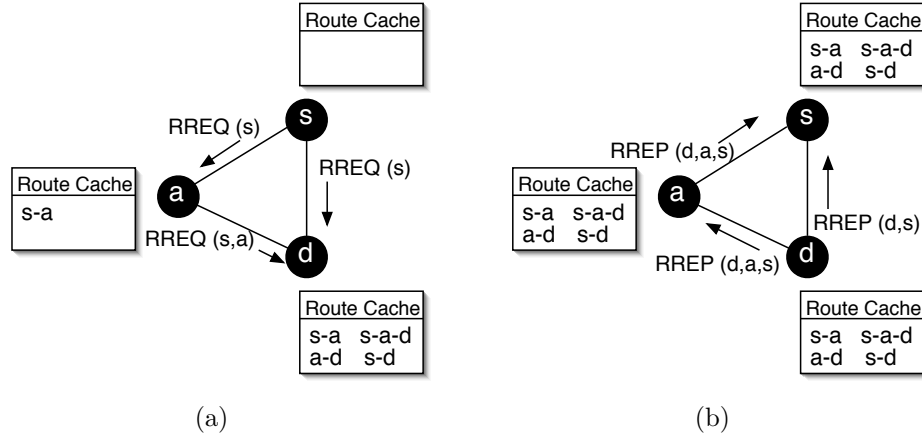 Route Cache
s
RREQ (s)
RREQ (s)
Route Cache
s-a
a
RREQ (s,a)
d
Route Cache
s-a s-a-d
a-d s-d
(a)
Route Cache
s-a s-a-d
a-d s-d
s
RREP (d,a,s)
Route Cache
s-a s-a-d
a-d s-d
a
RREP (d,s)
d
RREP (d,a,s)
Route Cache
s-a s-a-d
a-d s-d
(b)